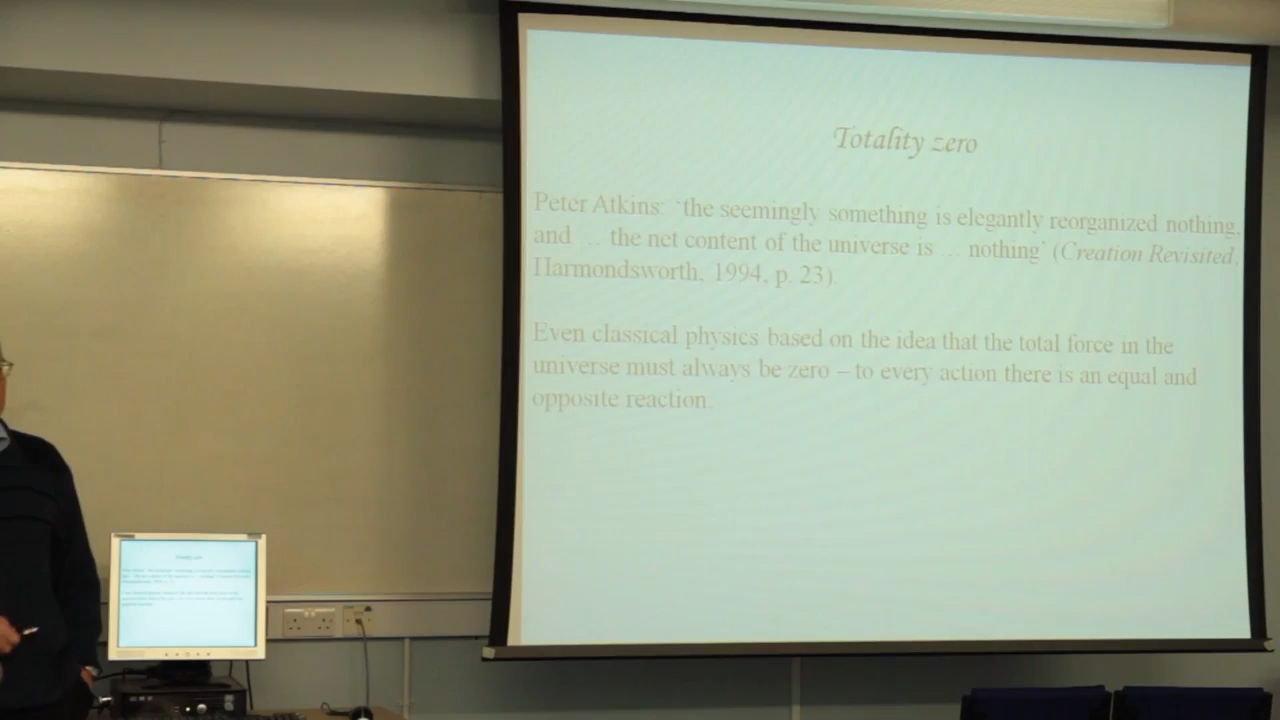 Totality zero
Peter Atkins: ‘the seemingly something is elegantly reorganized nothing,
and ... the net content of the universe is ... nothing’ (Creation Revisited,
Harmondsworth, 1994, p. 23).
Even classical physics based on the idea that the total force in the
universe must always be zero – to every action there is an equal and
opposite reaction.